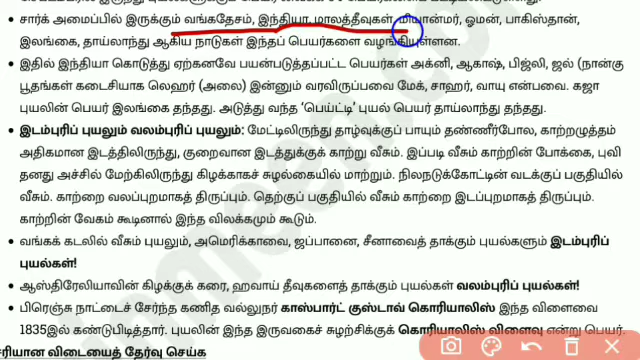 சார்க் அமைப்பில் இருக்கும் வங்கதேசம், இந்தியா, மாலத்தீவுகள், மியான்மர், ஓமன், பாகிஸ்தான்,
இலங்கை, தாய்லாந்து ஆகிய நாடுகள் இந்தப் பெயர்களை வழங்கியுள்ளன.
இதில் இந்தியா கொடுத்து ஏற்கனவே பயன்படுத்தப்பட்ட பெயர்கள் அக்னி, ஆகாஷ், பிஜ்லி, ஜல் (நான்கு
பூதங்கள் கடைசியாக லெஹர் (அலை) இன்னும் வரவிருப்பவை மேக், சாஹர், வாயு என்பவை. கஜா
புயலின் பெயர் இலங்கை தந்தது. அடுத்து வந்த 'பெய்ட்டி' புயல் பெயர் தாய்லாந்து தந்தது.
இடம்புரிப் புயலும் வலம்புரிப் புயலும்: மேட்டிலிருந்து தாழ்வுக்குப் பாயும் தண்ணீர்போல, காற்றழுத்தம்
அதிகமான இடத்திலிருந்து, குறைவான இடத்துக்குக் காற்று வீசும். இப்படி வீசும் காற்றின் போக்கை, புவி
தனது அச்சில் மேற்கிலிருந்து கிழக்காகச் சுழல்கையில் மாற்றும். நிலநடுக்கோட்டின் வடக்குப் பகுதியில்
வீசும். காற்றை வலப்புறமாகத் திருப்பும். தெற்குப் பகுதியில் வீசும் காற்றை இடப்புறமாகத் திருப்பும்.
காற்றின் வேகம் கூடினால் இந்த விலக்கமும் கூடும்.
வங்கக் கடலில் வீசும் புயலும், அமெரிக்காவை, ஜப்பானை, சீனாவைத் தாக்கும் புயல்களும் இடம்புரிப்
புயல்கள்!
ஆஸ்திரேலியாவின் கிழக்குக் கரை, ஹவாய் தீவுகளைத் தாக்கும் புயல்கள் வலம்புரிப் புயல்கள்!
பிரெஞ்சு நாட்டைச் சேர்ந்த கணித வல்லுநர் காஸ்பார்ட் குஸ்டாவ் கொரியாலிஸ் இந்த விளைவை
1835இல் கண்டுபிடித்தார். புயலின் இந்த இருவகைச் சுழற்சிக்குக் கொரியாலிஸ் விளைவு என்று பெயர்.
சரியான விடையைத் தேர்வு செய்க